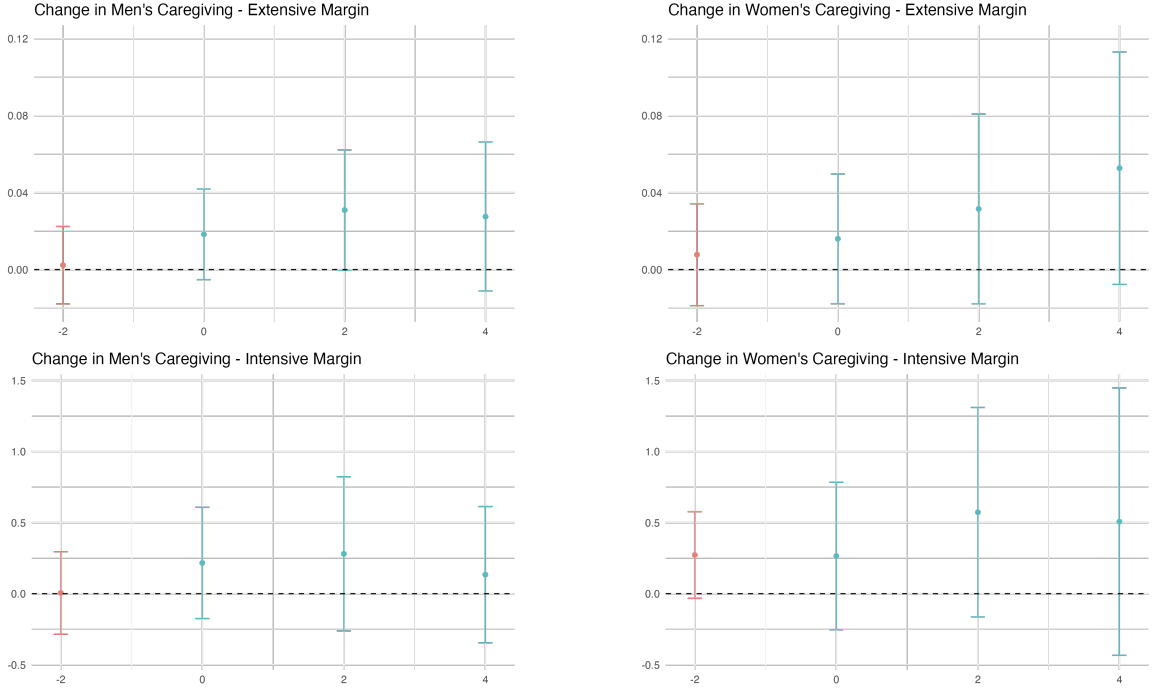 Change in Men's Caregiving - Extensive Margin
0.12
0.08
0.04
0.00
-2 0 2 4
Change in Women's Caregiving - Extensive Margin
0.12
0.08
0.04
0.00
-2 0 2 4
Change in Men's Caregiving - Intensive Margin
1.5
1.0
0.5
0.0
-0.5
-2 0 2 4
Change in Women's Caregiving - Intensive Margin
1.5
1.0
0.5
0.0
-0.5
-2 0 2 4